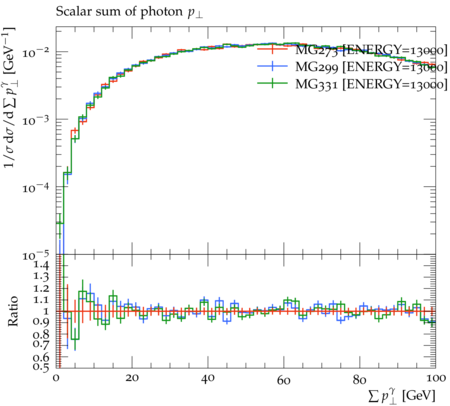 Scalar sum of photon p⊥
1/σ dσ/d ∑ p⊥^γ [GeV⁻¹]
10⁻²
10⁻³
10⁻⁴
10⁻⁵
MG273 [ENERGY=13000]
MG299 [ENERGY=13000]
MG331 [ENERGY=13000]
Ratio
1.4
1.3
1.2
1.1
1
0.9
0.8
0.7
0.6
0.5
0 20 40 60 80 100
∑ p⊥^γ [GeV]